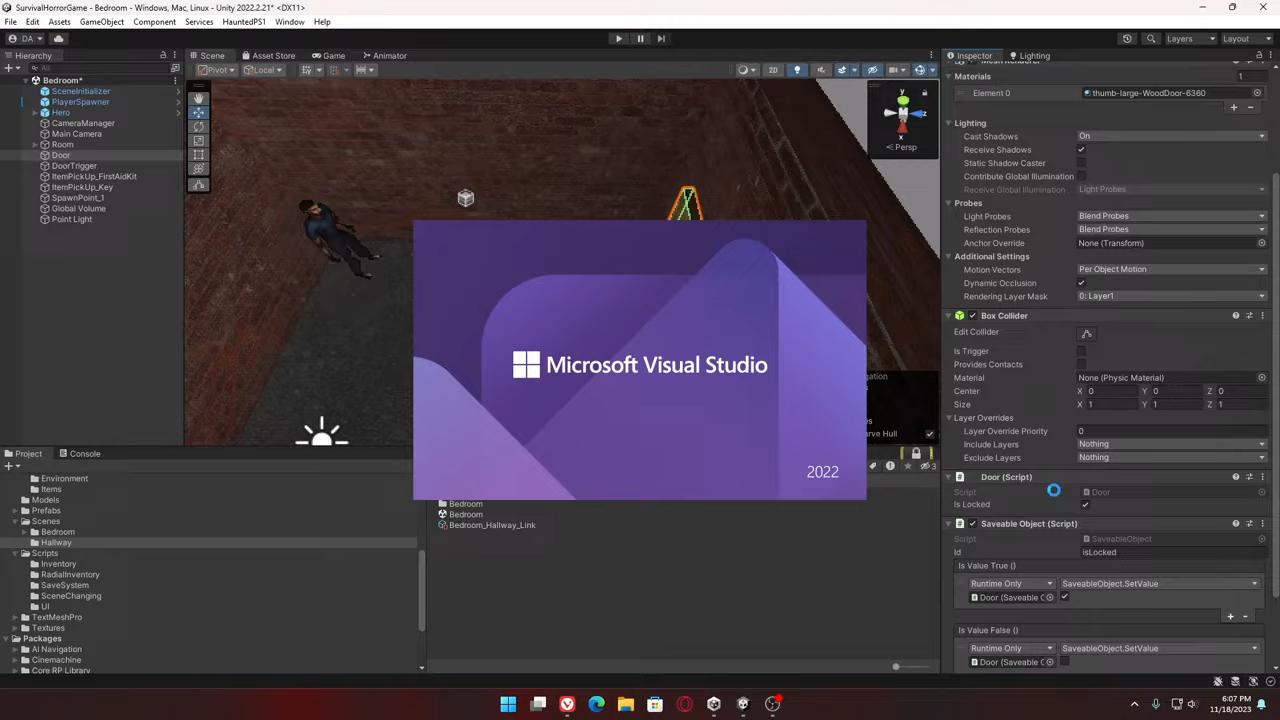 SurvivalHorrorGame - Bedroom - Windows, Mac, Linux - Unity 2022.2.21* <DX11>
File Edit Assets GameObject Component Services HauntedPS1 Window Help
DA Layers Layout
Hierarchy Scene Asset Store Game Animator Inspector Lighting
All Pivot Local 2D
Bedroom*
SceneInitializer
PlayerSpawner
Hero
CameraManager
Main Camera
Room
Door
DoorTrigger
ItemPickUp_FirstAidKit
ItemPickUp_Key
SpawnPoint_1
Global Volume
Point Light
y
z
x
Persp
Microsoft Visual Studio
2022
Materials 1
Element 0 thumb-large-WoodDoor-6360
Lighting
Cast Shadows On
Receive Shadows
Static Shadow Caster
Contribute Global Illumination
Receive Global Illumination Light Probes
Probes
Light Probes Blend Probes
Reflection Probes Blend Probes
Anchor Override None (Transform)
Additional Settings
Motion Vectors Per Object Motion
Dynamic Occlusion
Rendering Layer Mask 0: Layer1
Box Collider
Edit Collider
Is Trigger
Provides Contacts
Material None (Physic Material)
Center X 0 Y 0 Z 0
Size X 1 Y 1 Z 1
Layer Overrides
Layer Override Priority 0
Include Layers Nothing
Exclude Layers Nothing
Door (Script)
Script Door
Is Locked
Saveable Object (Script)
Script SaveableObject
Id isLocked
Is Value True ()
Runtime Only SaveableObject.SetValue
Door (Saveable
Is Value False ()
Runtime Only SaveableObject.SetValue
Door (Saveable
Project Console
Environment
Items
Models
Prefabs
Scenes
Bedroom
Hallway
Scripts
Inventory
RadialInventory
SaveSystem
SceneChanging
UI
TextMeshPro
Textures
Packages
AI Navigation
Cinemachine
Core RP Library
Bedroom
Bedroom
Bedroom_Hallway_Link
3
6:07 PM
11/18/2023